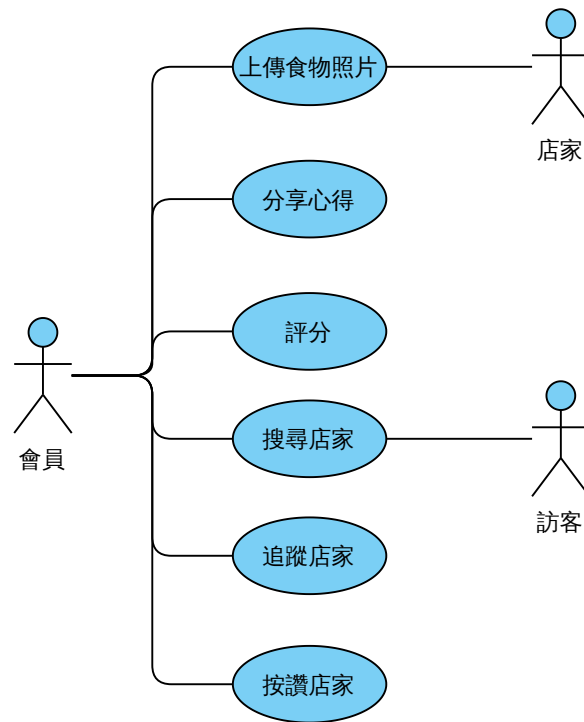 上傳食物照片
店家
分享心得
評分
會員
搜尋店家
訪客
追蹤店家
按讚店家